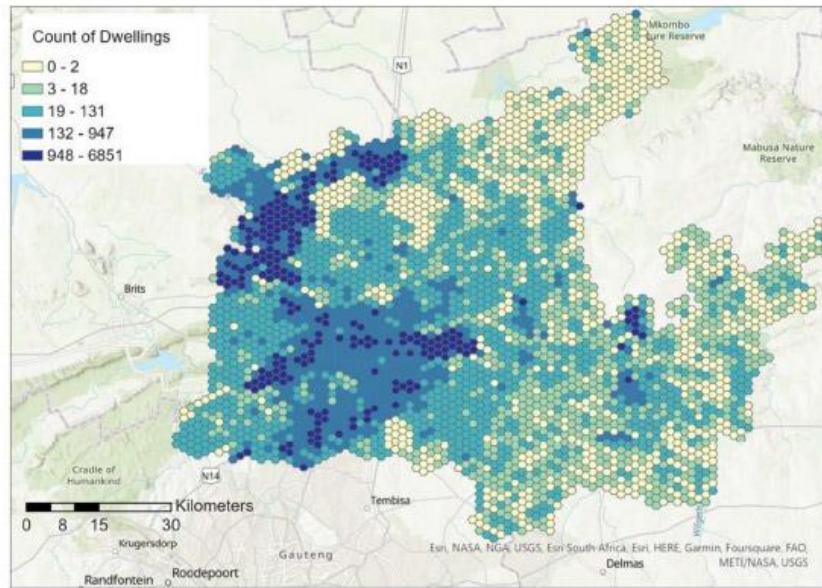 Count of Dwellings
0 - 2
3 - 18
19 - 131
132 - 947
948 - 6851
N1
Mkombo
ure Reserve
Mabusa Nature
Reserve
Brits
Cradle of
Humankind
N14
Kilometers
0 8 15 30
Tembisa
Krugersdorp
Gauteng
Randfontein
Roodepoort
Delmas
Esri, NASA, NGA, USGS, Esri South Africa, Esri, HERE, Garmin, Foursquare, FAO,
METI/NASA, USGS